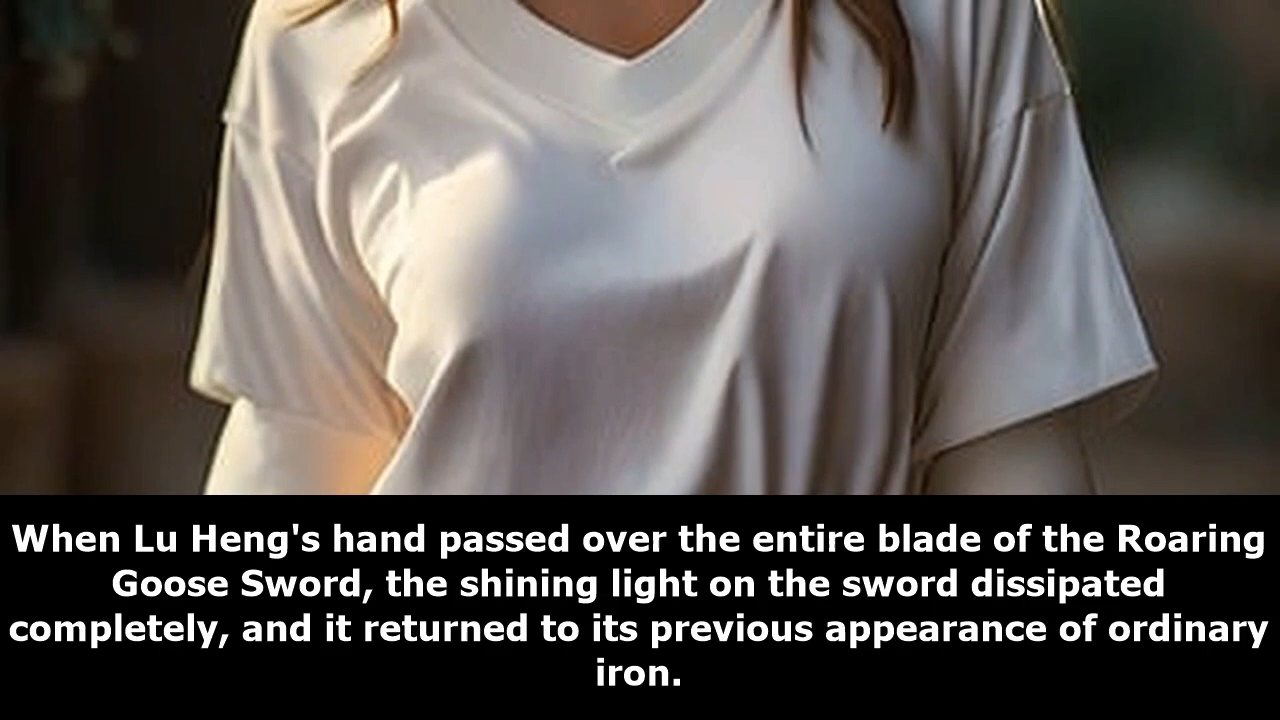 When Lu Heng's hand passed over the entire blade of the Roaring
Goose Sword, the shining light on the sword dissipated
completely, and it returned to its previous appearance of ordinary
iron.